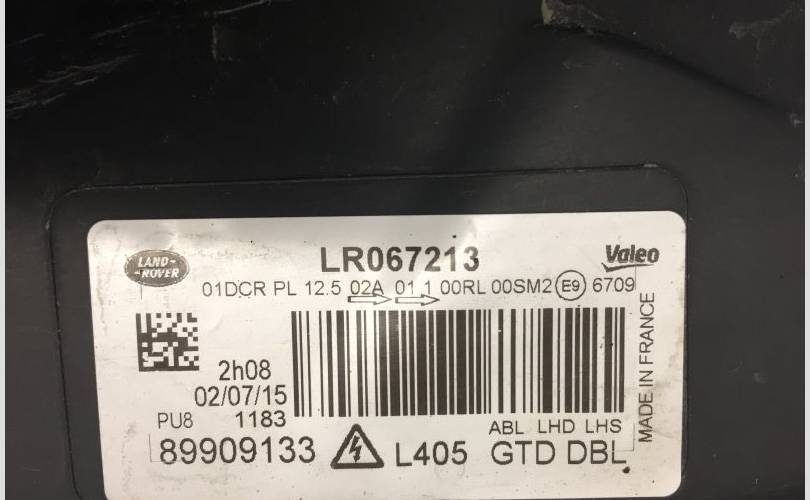 LAND-
-ROVER
LR067213
Valeo
01DCR PL 12.5 02A 01 1 00RL 00SM2 E9 6709
2h08
02/07/15
PU8 1183
ABL LHD LHS
89909133 L405 GTD DBL
MADE IN FRANCE